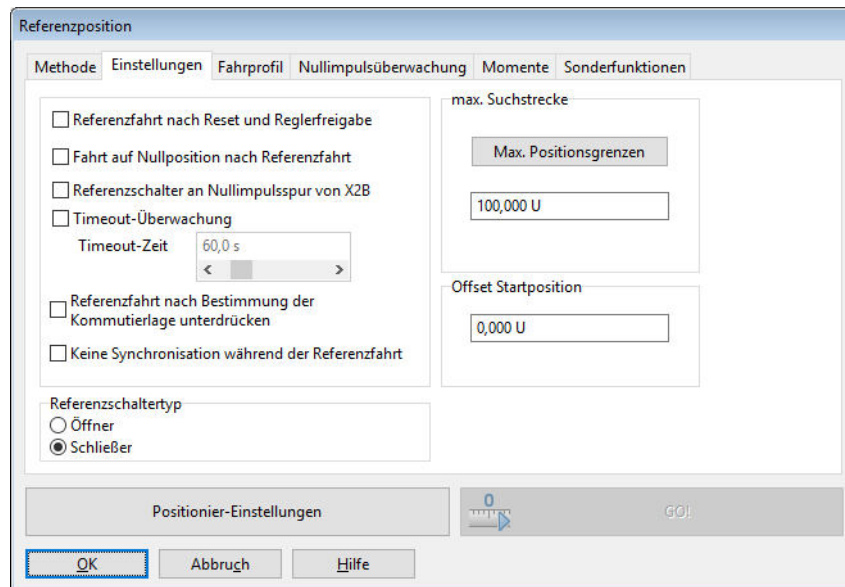 Referenzposition
Methode Einstellungen Fahrprofil Nullimpulsüberwachung Momente Sonderfunktionen
Referenzfahrt nach Reset und Reglerfreigabe
Fahrt auf Nullposition nach Referenzfahrt
Referenzschalter an Nullimpulsspur von X2B
Timeout-Überwachung
Timeout-Zeit 60,0 s
Referenzfahrt nach Bestimmung der
Kommutierlage unterdrücken
Keine Synchronisation während der Referenzfahrt
Referenzschaltertyp
Öffner
Schließer
max. Suchstrecke
Max. Positionsgrenzen
100,000 U
Offset Startposition
0,000 U
Positionier-Einstellungen
0
GO!
OK Abbruch Hilfe